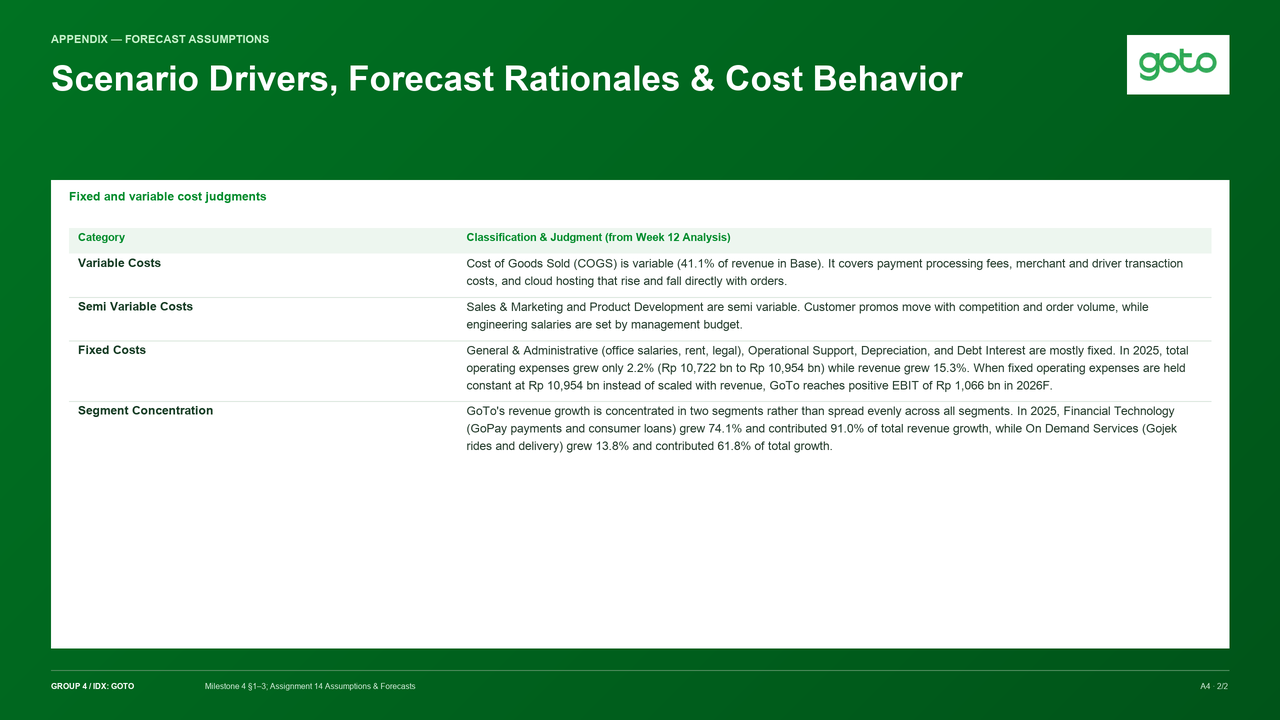 APPENDIX — FORECAST ASSUMPTIONS
Scenario Drivers, Forecast Rationales & Cost Behavior
goto
Fixed and variable cost judgments
Category
Classification & Judgment (from Week 12 Analysis)
Variable Costs
Cost of Goods Sold (COGS) is variable (41.1% of revenue in Base). It covers payment processing fees, merchant and driver transaction
costs, and cloud hosting that rise and fall directly with orders.
Semi Variable Costs
Sales & Marketing and Product Development are semi variable. Customer promos move with competition and order volume, while
engineering salaries are set by management budget.
Fixed Costs
General & Administrative (office salaries, rent, legal), Operational Support, Depreciation, and Debt Interest are mostly fixed. In 2025, total
operating expenses grew only 2.2% (Rp 10,722 bn to Rp 10,954 bn) while revenue grew 15.3%. When fixed operating expenses are held
constant at Rp 10,954 bn instead of scaled with revenue, GoTo reaches positive EBIT of Rp 1,066 bn in 2026F.
Segment Concentration
GoTo's revenue growth is concentrated in two segments rather than spread evenly across all segments. In 2025, Financial Technology
(GoPay payments and consumer loans) grew 74.1% and contributed 91.0% of total revenue growth, while On Demand Services (Gojek
rides and delivery) grew 13.8% and contributed 61.8% of total growth.
GROUP 4 / IDX: GOTO
Milestone 4 §1–3; Assignment 14 Assumptions & Forecasts
A4 · 2/2